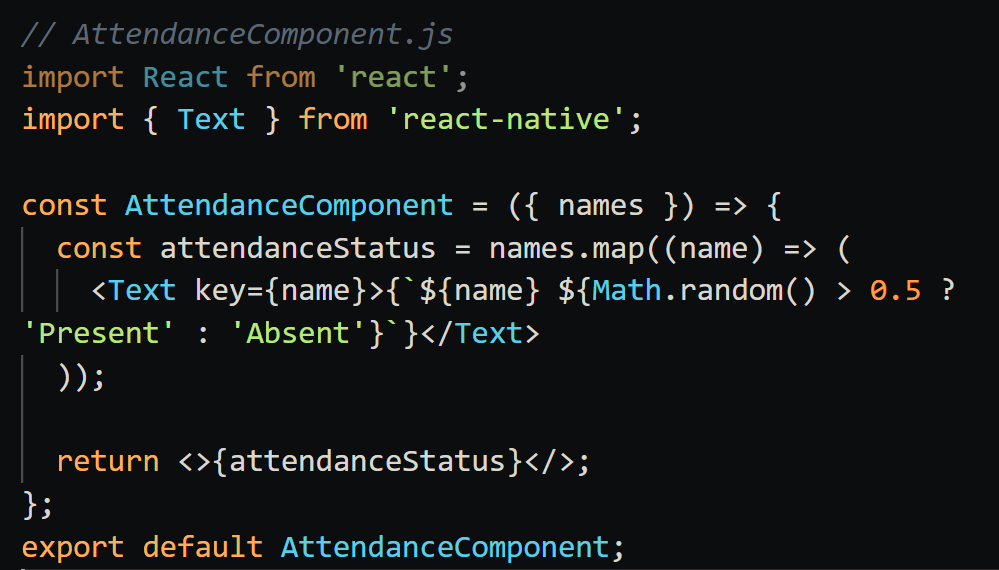 // AttendanceComponent.js
import React from 'react';
import { Text } from 'react-native';

const AttendanceComponent = ({ names }) => {
  const attendanceStatus = names.map((name) => (
    <Text key={name}>{`${name} ${Math.random() > 0.5 ?
'Present' : 'Absent'}`}</Text>
  ));

  return <>{attendanceStatus}</>;
};
export default AttendanceComponent;